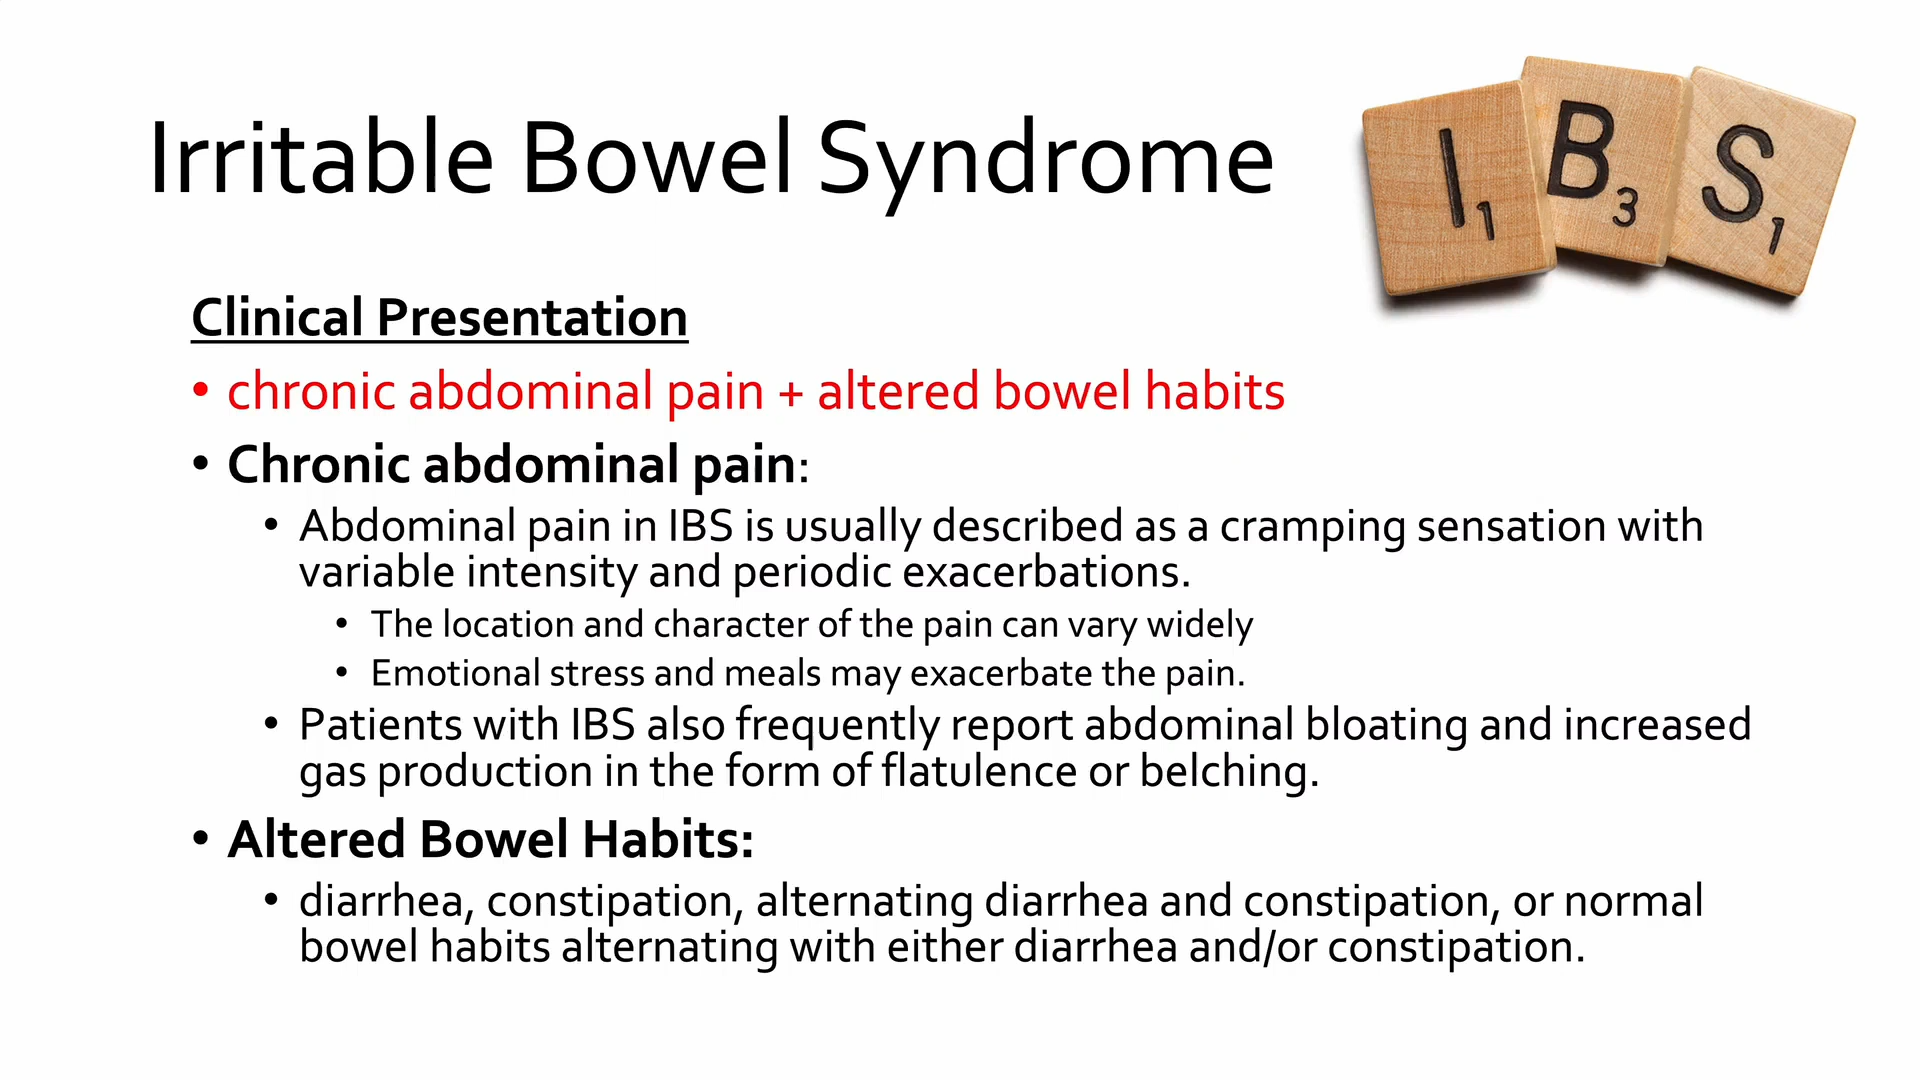 Irritable Bowel Syndrome
I1 B3 S1
Clinical Presentation
• chronic abdominal pain + altered bowel habits
• Chronic abdominal pain:
• Abdominal pain in IBS is usually described as a cramping sensation with
variable intensity and periodic exacerbations.
• The location and character of the pain can vary widely
• Emotional stress and meals may exacerbate the pain.
• Patients with IBS also frequently report abdominal bloating and increased
gas production in the form of flatulence or belching.
• Altered Bowel Habits:
• diarrhea, constipation, alternating diarrhea and constipation, or normal
bowel habits alternating with either diarrhea and/or constipation.